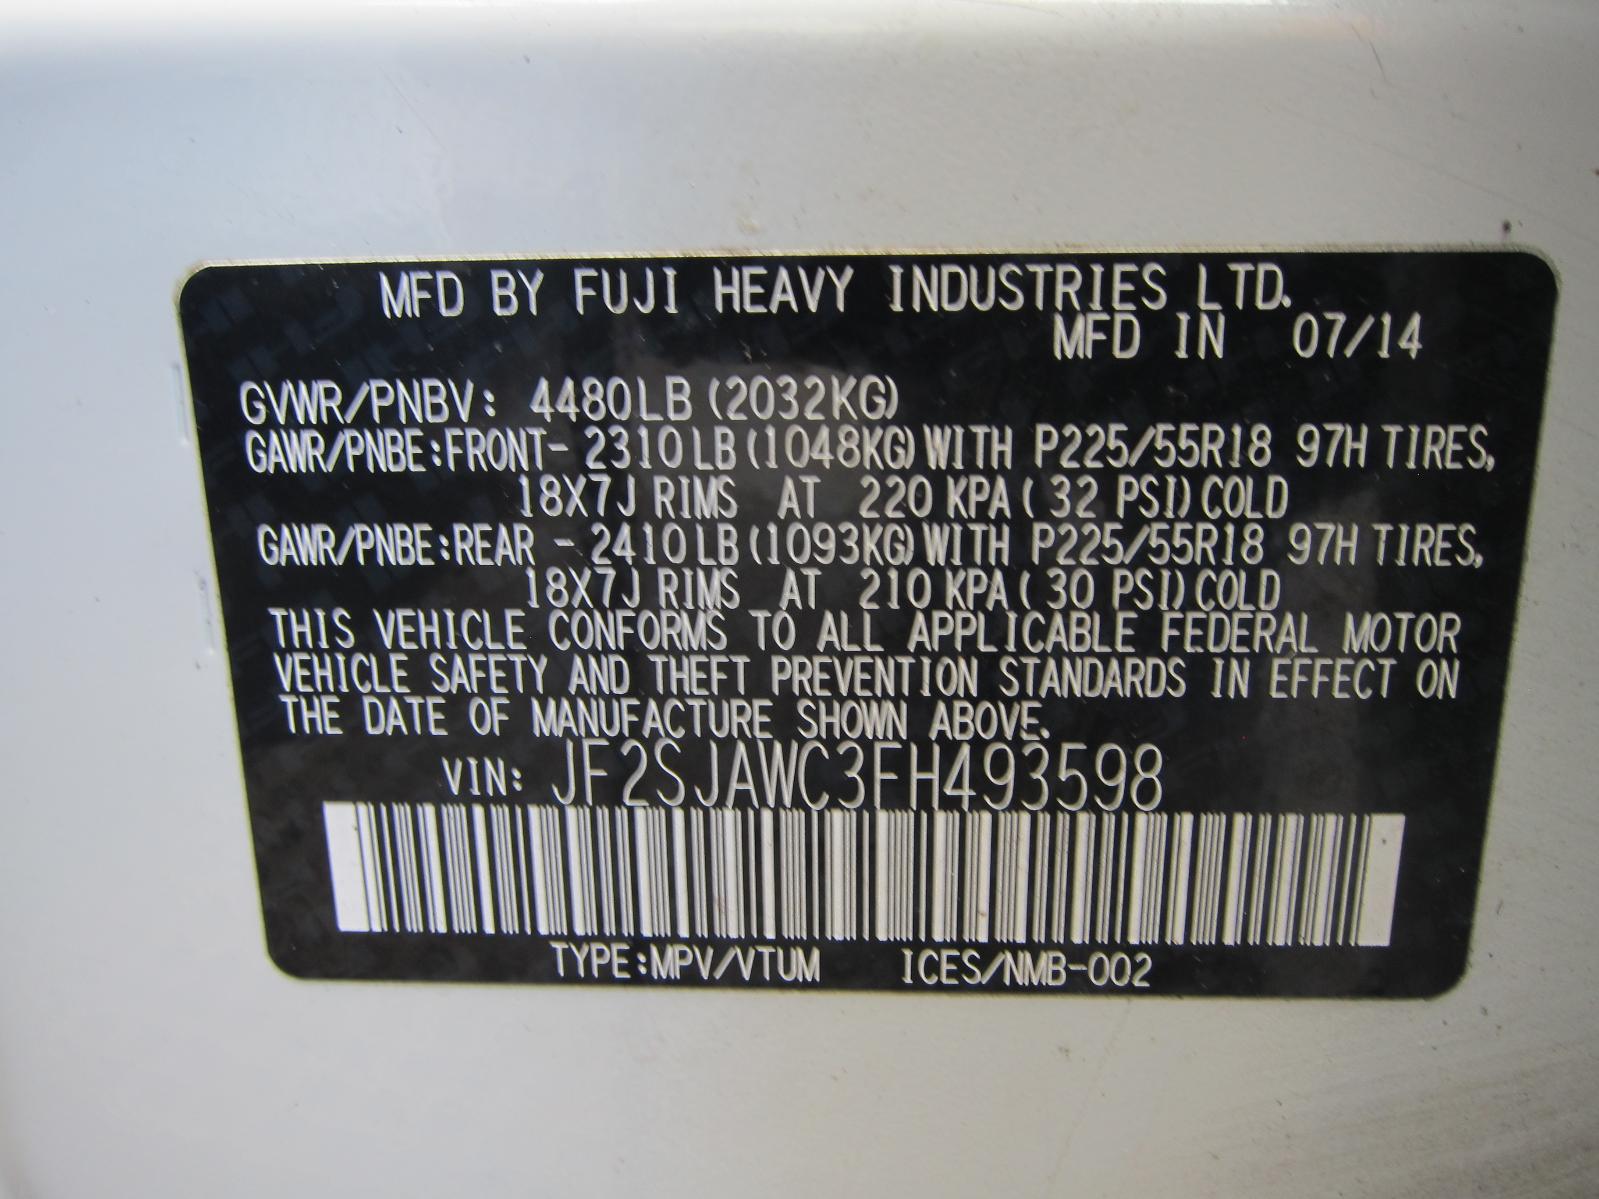 MFD BY FUJI HEAVY INDUSTRIES LTD.
MFD IN 07/14
GVWR/PNBV: 4480LB (2032KG)
GAWR/PNBE:FRONT- 2310LB (1048KG) WITH P225/55R18 97H TIRES,
18X7J RIMS AT 220 KPA ( 32 PSI) COLD
GAWR/PNBE:REAR - 2410LB (1093KG) WITH P225/55R18 97H TIRES,
18X7J RIMS AT 210 KPA ( 30 PSI) COLD
THIS VEHICLE CONFORMS TO ALL APPLICABLE FEDERAL MOTOR
VEHICLE SAFETY AND THEFT PREVENTION STANDARDS IN EFFECT ON
THE DATE OF MANUFACTURE SHOWN ABOVE.
VIN: JF2SJAWC3FH493598
TYPE:MPV/VTUM ICES/NMB-002